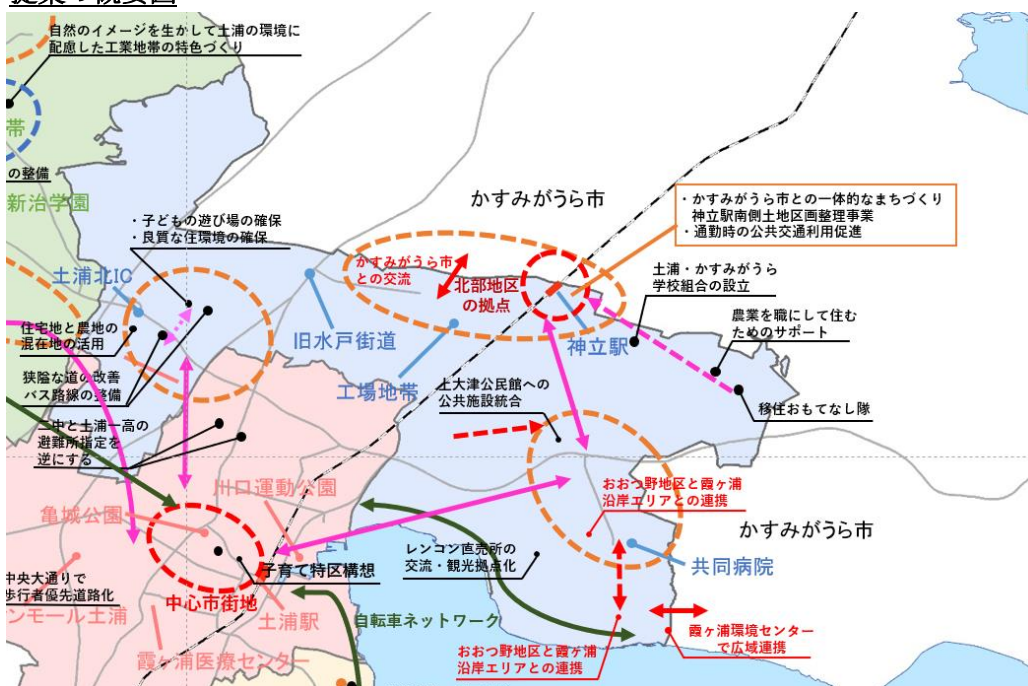 自然のイメージを生かして土浦の環境に
配慮した工業地帯の特色づくり
帯
の整備
新治学園
・子どもの遊び場の確保
・良質な住環境の確保
土浦北IC
住宅地と農地の
混在地の活用
狭隘な道の改善
バス路線の整備
二中と土浦一高の
避難所指定を
逆にする
かすみがうら市
かすみがうら市
との交流
北部地区
の拠点
・かすみがうら市との一体的なまちづくり
神立駅南側土地区画整理事業
・通勤時の公共交通利用促進
土浦・かすみがうら
学校組合の設立
農業を職にして住む
ためのサポート
旧水戸街道
神立駅
工場地帯
上大津公民館への
公共施設統合
移住おもてなし隊
川口運動公園
亀城公園
おおつ野地区と霞ヶ浦
沿岸エリアとの連携
かすみがうら市
レンコン直売所の
交流・観光拠点化
共同病院
子育て特区構想
中央大通りで
歩行者優先道路化
中心市街地
ンモール土浦
土浦駅
自転車ネットワーク
霞ヶ浦医療センター
おおつ野地区と霞ヶ浦
沿岸エリアとの連携
霞ヶ浦環境センター
で広域連携